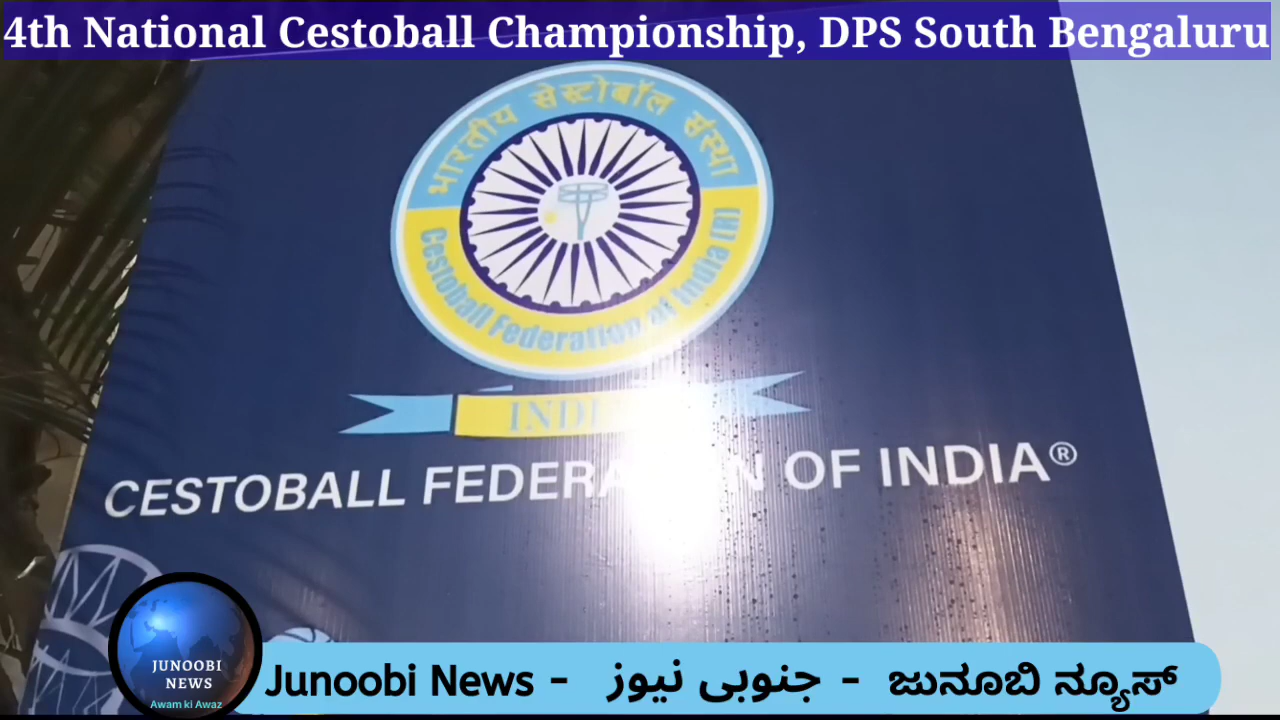 4th National Cestoball Championship, DPS South Bengaluru
भारतीय सेस्टोबॉल संस्था
Cestoball Federation of India (R)
CESTOBALL FEDERATION OF INDIA®
JUNOOBI
NEWS
Awam ki Awaz
Junoobi News - جنوبی نیوز - ಜುನೂಬಿ ನ್ಯೂಸ್